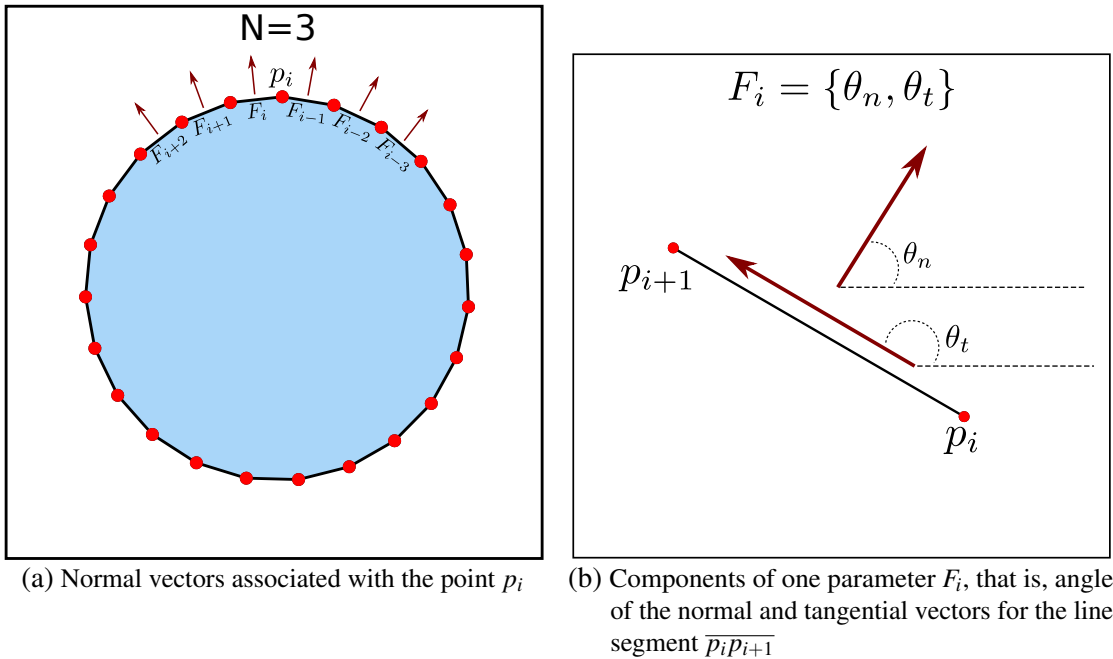 N=3
p_i
F_{i+2} F_{i+1} F_i F_{i-1} F_{i-2} F_{i-3}
(a) Normal vectors associated with the point p_i
F_i = {θ_n, θ_t}
θ_n
p_{i+1}
θ_t
p_i
(b) Components of one parameter F_i, that is, angle
of the normal and tangential vectors for the line
segment \overline{p_i p_{i+1}}